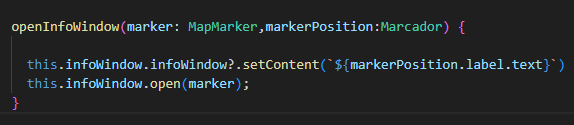 openInfoWindow(marker: MapMarker,markerPosition:Marcador) {
this.infoWindow.infoWindow?.setContent(`${markerPosition.label.text}`)
this.infoWindow.open(marker);
}